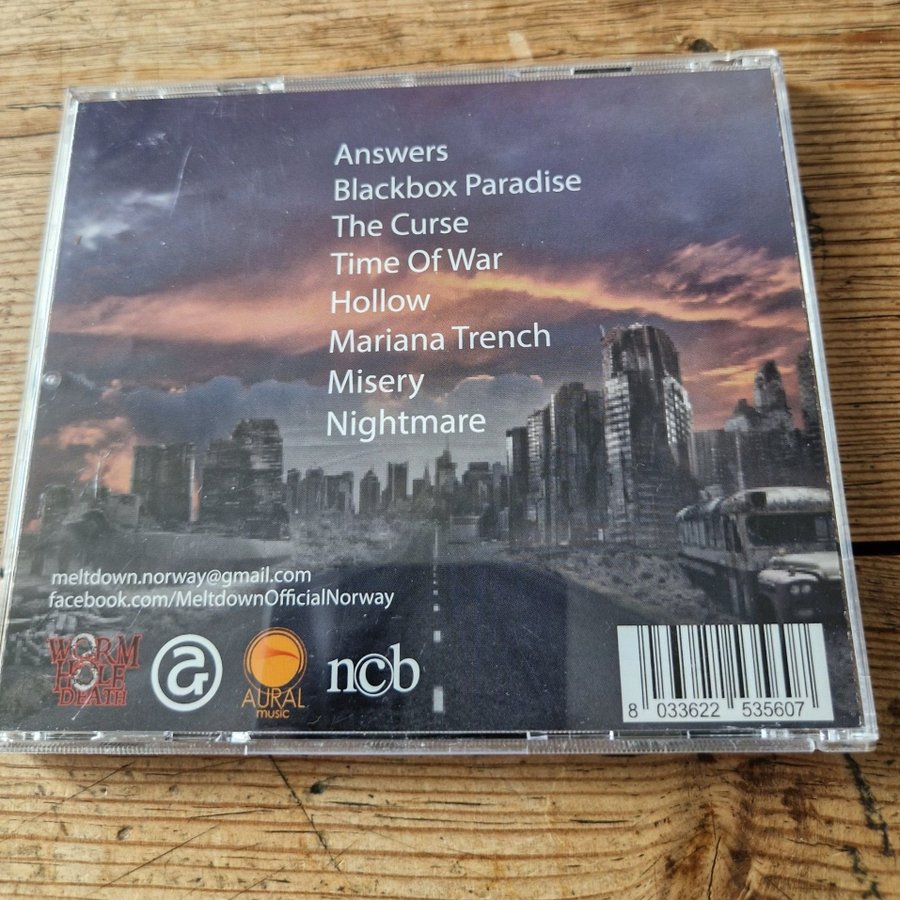 Answers
Blackbox Paradise
The Curse
Time Of War
Hollow
Mariana Trench
Misery
Nightmare
meltdown.norway@gmail.com
facebook.com/MeltdownOfficialNorway
WORM
HOLE
DEATH
AURAL
music
ncb
8 033622 535607